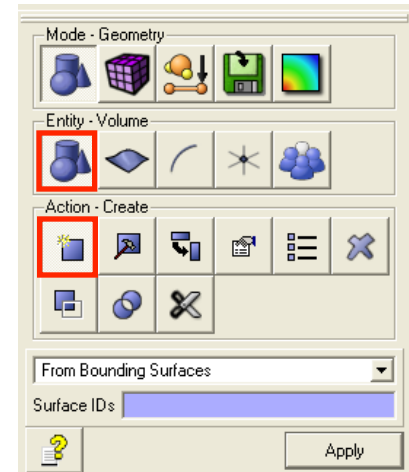 Mode - Geometry
Entity - Volume
Action - Create
From Bounding Surfaces
Surface IDs
Apply